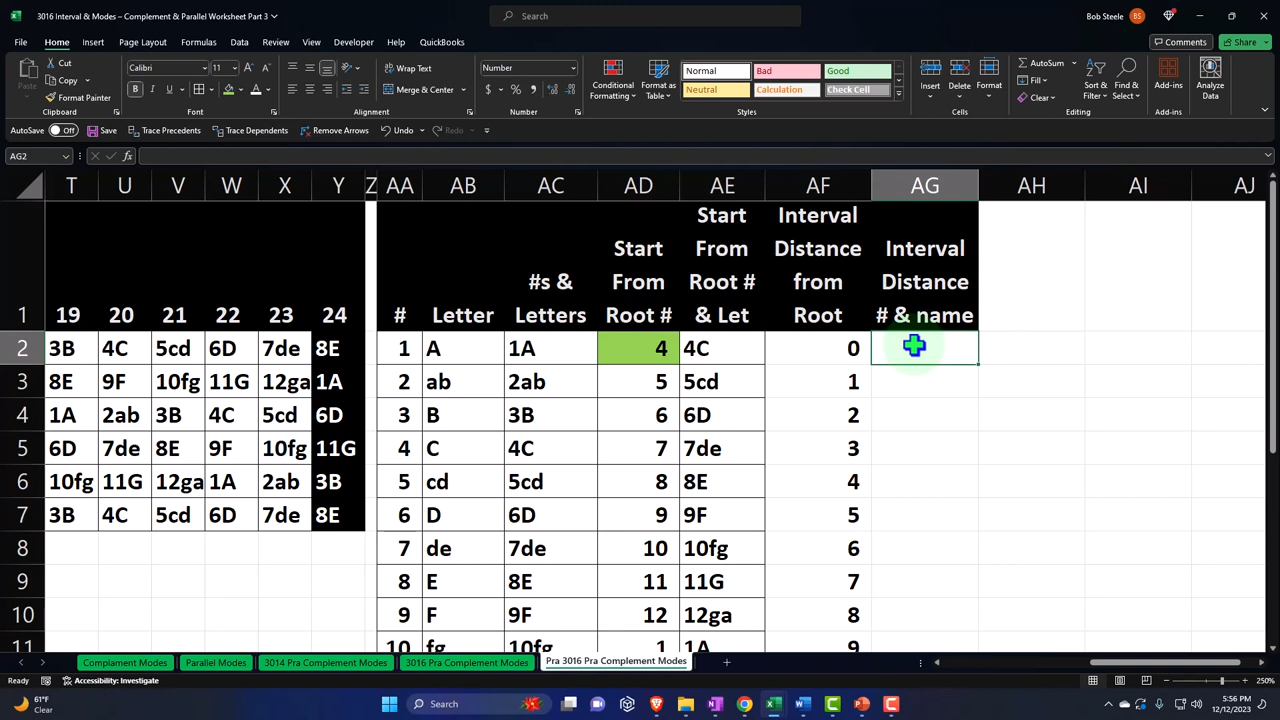 3016 Interval & Modes – Complement & Parallel Worksheet Part 3
Search
Bob Steele
BS
File
Home
Insert
Page Layout
Formulas
Data
Review
View
Developer
Help
QuickBooks
Comments
Share
Paste
Cut
Copy
Format Painter
Clipboard
Calibri
11
Font
Wrap Text
Merge & Center
Alignment
Number
Number
Conditional Formatting
Format as Table
Normal
Bad
Good
Neutral
Calculation
Check Cell
Styles
Insert
Delete
Format
Cells
AutoSum
Fill
Clear
Sort & Filter
Find & Select
Editing
Add-ins
Add-ins
Analyze Data
AutoSave
Off
Save
Trace Precedents
Trace Dependents
Remove Arrows
Undo
Redo
AG2
fx
T U V W X Y Z AA AB AC AD AE AF AG AH AI AJ
1 19 20 21 22 23 24 # Letter #s & Letters Start From Root # Start From Root # & Let Interval Distance from Root Interval Distance # & name
2 3B 4C 5cd 6D 7de 8E 1 A 1A 4 4C 0
3 8E 9F 10fg 11G 12ga 1A 2 ab 2ab 5 5cd 1
4 1A 2ab 3B 4C 5cd 6D 3 B 3B 6 6D 2
5 6D 7de 8E 9F 10fg 11G 4 C 4C 7 7de 3
6 10fg 11G 12ga 1A 2ab 3B 5 cd 5cd 8 8E 4
7 3B 4C 5cd 6D 7de 8E 6 D 6D 9 9F 5
8 7 de 7de 10 10fg 6
9 8 E 8E 11 11G 7
10 9 F 9F 12 12ga 8
11 10 fg 10fg 1 1A 9
Complament Modes
Parallel Modes
3014 Pra Complement Modes
3016 Pra Complement Modes
Pra 3016 Pra Complement Modes
Ready
Accessibility: Investigate
250%
61°F
Clear
Search
5:56 PM
12/12/2023